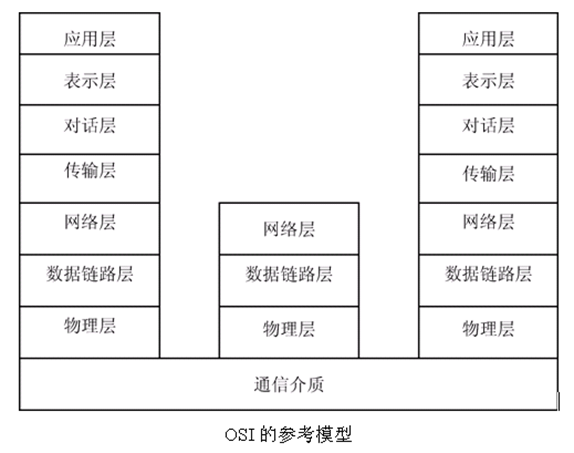 应用层
表示层
对话层
传输层
网络层
数据链路层
物理层
网络层
数据链路层
物理层
应用层
表示层
对话层
传输层
网络层
数据链路层
物理层
通信介质
OSI的参考模型